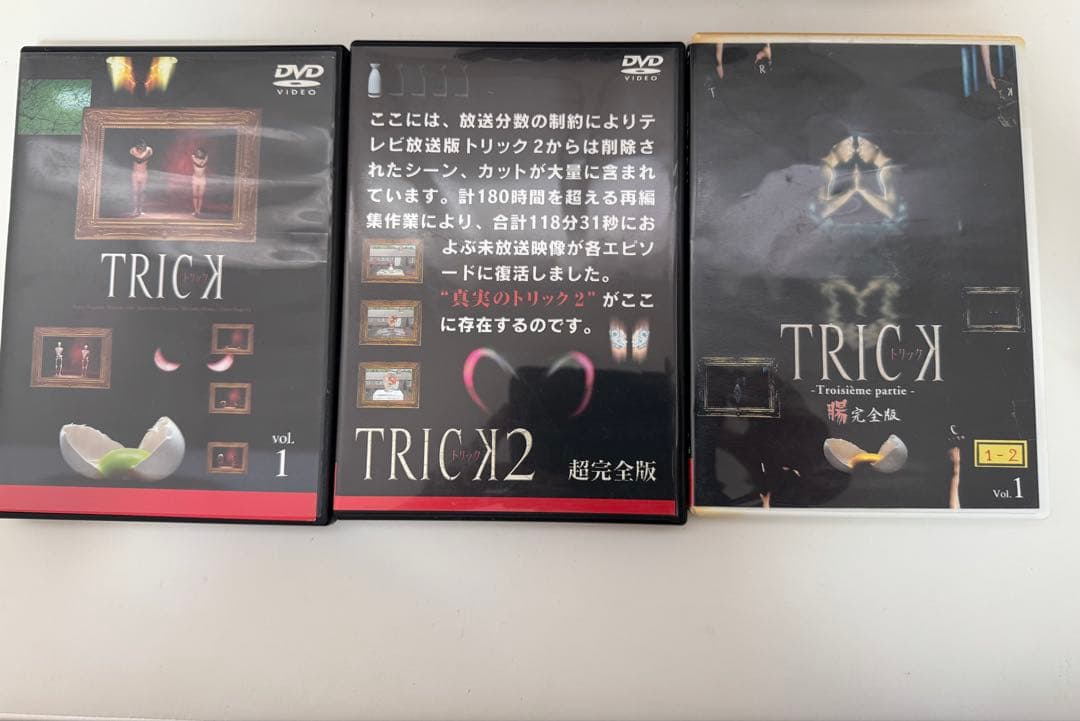 DVD
VIDEO
TRICK
トリック
vol.
1
DVD
VIDEO
ここには、放送分数の制約によりテ
レビ放送版トリック2からは削除さ
れたシーン、カットが大量に含まれ
ています。計180時間を超える再編
集作業により、合計118分31秒にお
よぶ未放送映像が各エピソ
ードに復活しました。
“真実のトリック2”がここ
に存在するのです。
TRICK2
トリック
超完全版
T
R
I
C
K
TRICK
トリック
-Troisième partie-
腸完全版
1-2
Vol.1